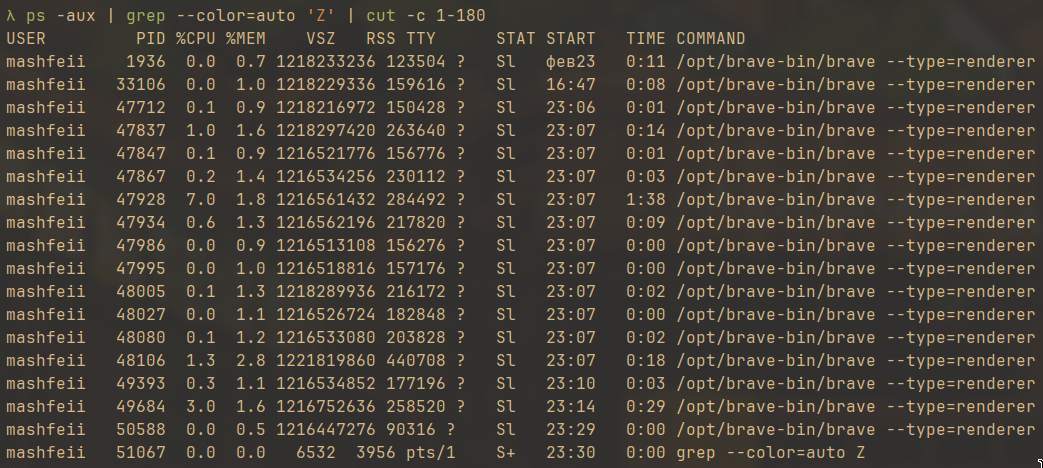 λ ps -aux | grep --color=auto 'Z' | cut -c 1-180
USER PID %CPU %MEM VSZ RSS TTY STAT START TIME COMMAND
mashfeii 1936 0.0 0.7 1218233236 123504 ? Sl фев23 0:11 /opt/brave-bin/brave --type=renderer
mashfeii 33106 0.0 1.0 1218229336 159616 ? Sl 16:47 0:08 /opt/brave-bin/brave --type=renderer
mashfeii 47712 0.1 0.9 1218216972 150428 ? Sl 23:06 0:01 /opt/brave-bin/brave --type=renderer
mashfeii 47837 1.0 1.6 1218297420 263640 ? Sl 23:07 0:14 /opt/brave-bin/brave --type=renderer
mashfeii 47847 0.1 0.9 1216521776 156776 ? Sl 23:07 0:01 /opt/brave-bin/brave --type=renderer
mashfeii 47867 0.2 1.4 1216534256 230112 ? Sl 23:07 0:03 /opt/brave-bin/brave --type=renderer
mashfeii 47928 7.0 1.8 1216561432 284492 ? Sl 23:07 1:38 /opt/brave-bin/brave --type=renderer
mashfeii 47934 0.6 1.3 1216562196 217820 ? Sl 23:07 0:09 /opt/brave-bin/brave --type=renderer
mashfeii 47986 0.0 0.9 1216513108 156276 ? Sl 23:07 0:00 /opt/brave-bin/brave --type=renderer
mashfeii 47995 0.0 1.0 1216518816 157176 ? Sl 23:07 0:00 /opt/brave-bin/brave --type=renderer
mashfeii 48005 0.1 1.3 1218289936 216172 ? Sl 23:07 0:02 /opt/brave-bin/brave --type=renderer
mashfeii 48027 0.0 1.1 1216526724 182848 ? Sl 23:07 0:00 /opt/brave-bin/brave --type=renderer
mashfeii 48080 0.1 1.2 1216533080 203828 ? Sl 23:07 0:02 /opt/brave-bin/brave --type=renderer
mashfeii 48106 1.3 2.8 1221819860 440708 ? Sl 23:07 0:18 /opt/brave-bin/brave --type=renderer
mashfeii 49393 0.3 1.1 1216534852 177196 ? Sl 23:10 0:03 /opt/brave-bin/brave --type=renderer
mashfeii 49684 3.0 1.6 1216752636 258520 ? Sl 23:14 0:29 /opt/brave-bin/brave --type=renderer
mashfeii 50588 0.0 0.5 1216447276 90316 ? Sl 23:29 0:00 /opt/brave-bin/brave --type=renderer
mashfeii 51067 0.0 0.0 6532 3956 pts/1 S+ 23:30 0:00 grep --color=auto Z